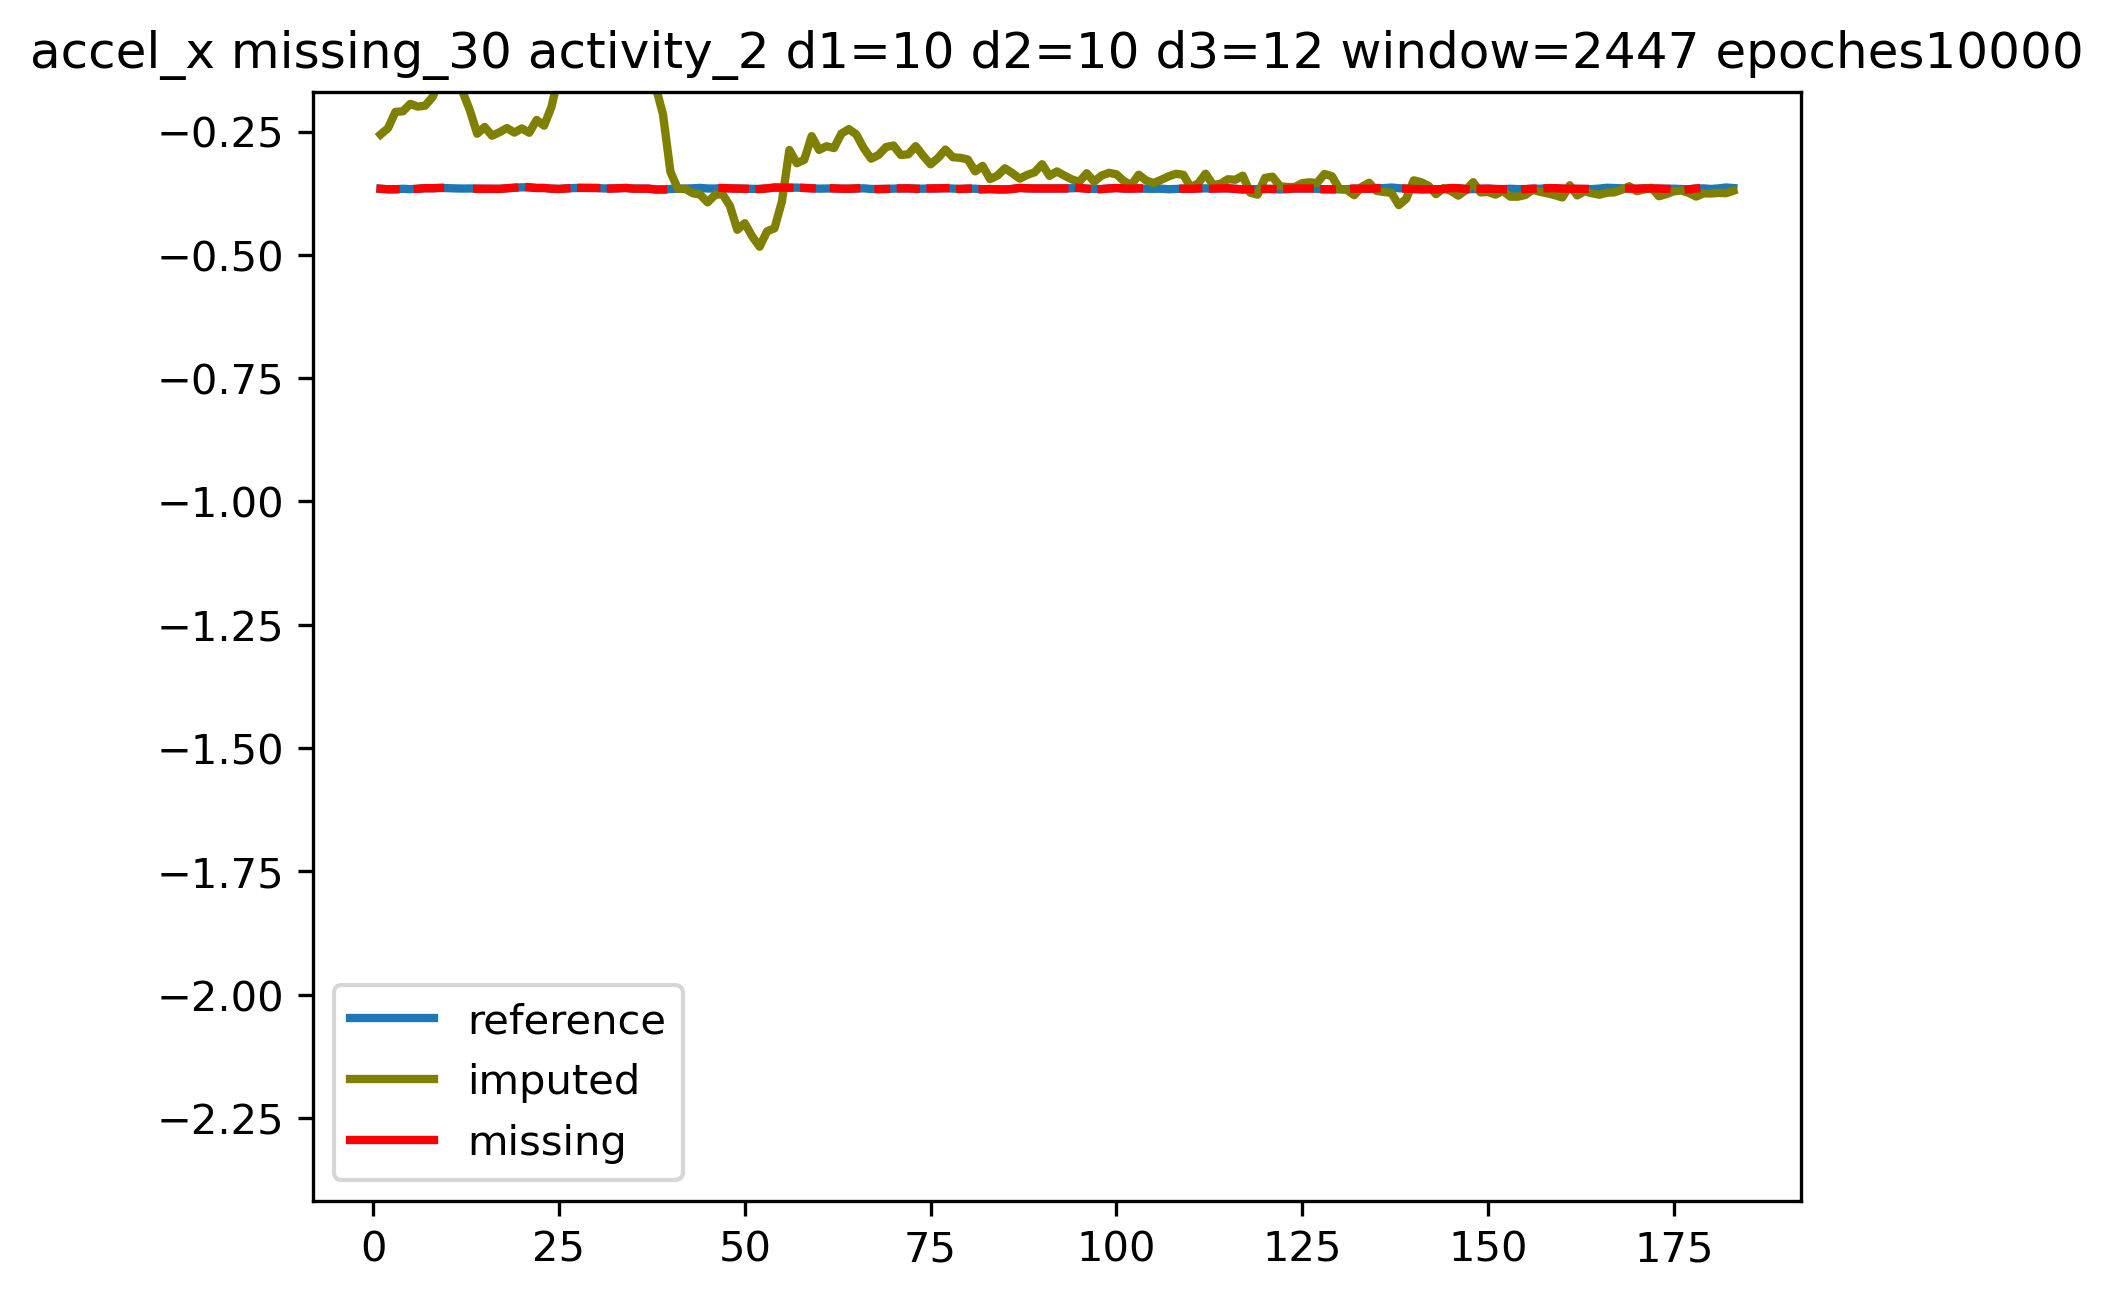 accel_x missing_30 activity_2 d1=10 d2=10 d3=12 window=2447 epoches10000
−0.25
−0.50
−0.75
−1.00
−1.25
−1.50
−1.75
−2.00
−2.25
reference
imputed
missing
0 25 50 75 100 125 150 175